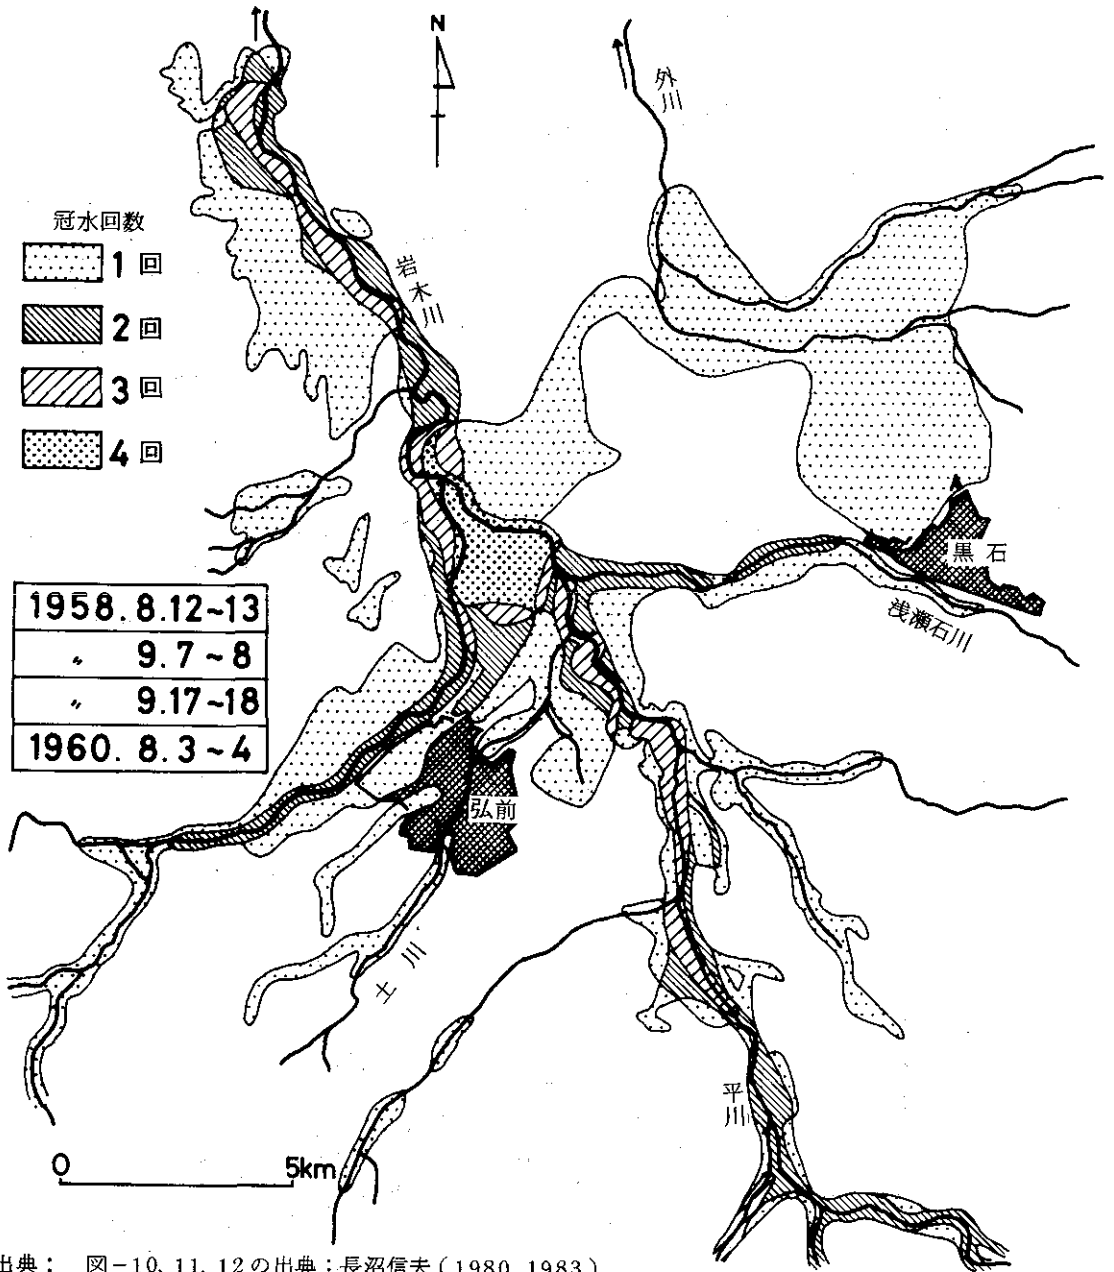 N
外川
冠水回数
1回
2回
3回
4回
岩木川
黒石
浅瀬石川
1958. 8.12~13
〃 9.7~8
〃 9.17~18
1960. 8.3~4
弘前
土川
平川
0 5km
出典： 図-10, 11, 12の出典：長沼信夫(1980, 1983)